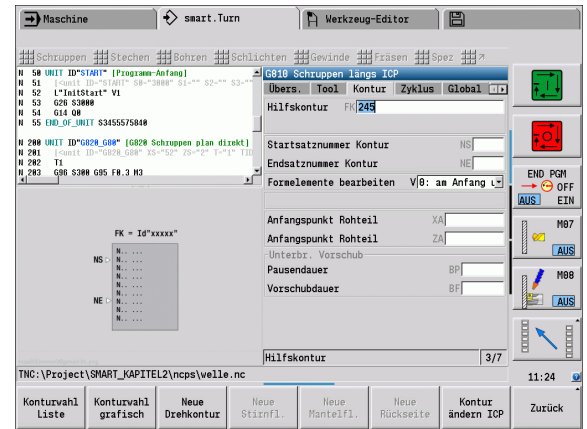 Maschine
smart.Turn
Werkzeug-Editor
Schruppen Stechen Bohren Schlichten Gewinde Fräsen Spez
N 50 UNIT ID"START" [Programm-Anfang]
N 51 [<unit ID="START" S0="3000" S1="" S2="" S3=""
N 52 L"InitStart" V1
N 53 G26 S3000
N 54 G14 Q0
N 55 END_OF_UNIT S3455575840
N 200 UNIT ID"G820_G80" [G820 Schruppen plan direkt]
N 201 [<unit ID="G820_G80" XS="52" ZS="2" T="1" TID
N 202 T1
N 203 G96 S300 G95 F0.3 M3
FK = Id"xxxxx"
NS
NE
N.. ...
N.. ...
N.. ...
N.. ...
N.. ...
N.. ...
N.. ...
N.. ...
G810 Schruppen längs ICP
Übers. Tool Kontur Zyklus Global
Hilfskontur FK 245
Startsatznummer Kontur NS
Endsatznummer Kontur NE
Formelemente bearbeiten V 0: am Anfang u
Anfangspunkt Rohteil XA
Anfangspunkt Rohteil ZA
Unterbr. Vorschub
Pausendauer BP
Vorschubdauer BF
Hilfskontur 3/7
END PGM
OFF
AUS EIN
M07
AUS
M08
AUS
TNC:\Project\SMART_KAPITEL2\ncps\welle.nc
11:24
Konturwahl Liste
Konturwahl grafisch
Neue Drehkontur
Neue Stirnfl.
Neue Mantelfl.
Neue Rückseite
Kontur ändern ICP
Zurück